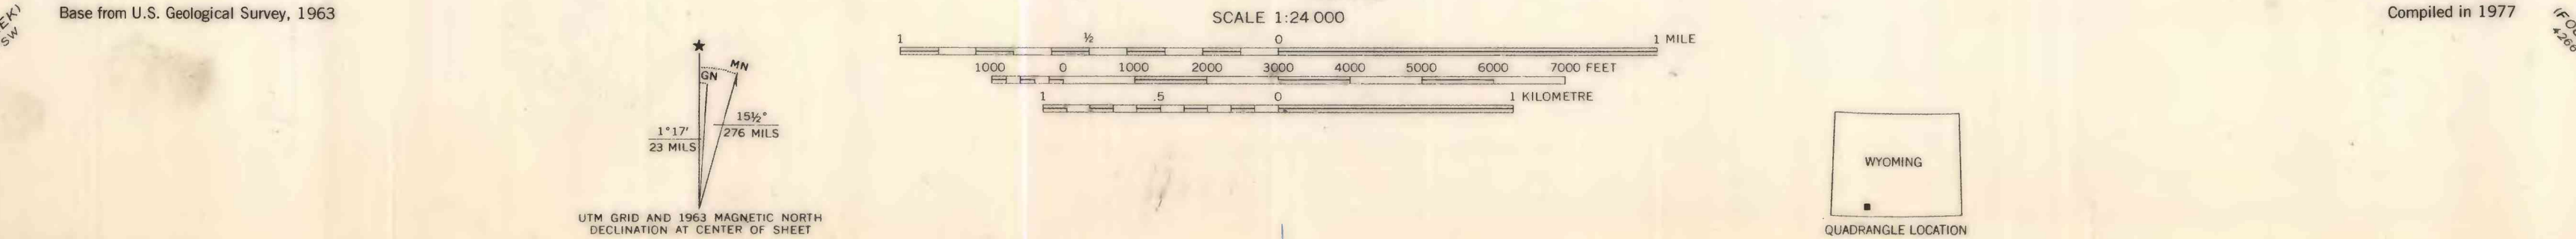 EK)
SW
Base from U.S. Geological Survey, 1963
SCALE 1:24 000
Compiled in 1977
1 ½ 0 1 MILE
1000 0 1000 2000 3000 4000 5000 6000 7000 FEET
1 .5 0 1 KILOMETRE
GN
MN
1°17'
23 MILS
15½°
276 MILS
UTM GRID AND 1963 MAGNETIC NORTH
DECLINATION AT CENTER OF SHEET
WYOMING
QUADRANGLE LOCATION